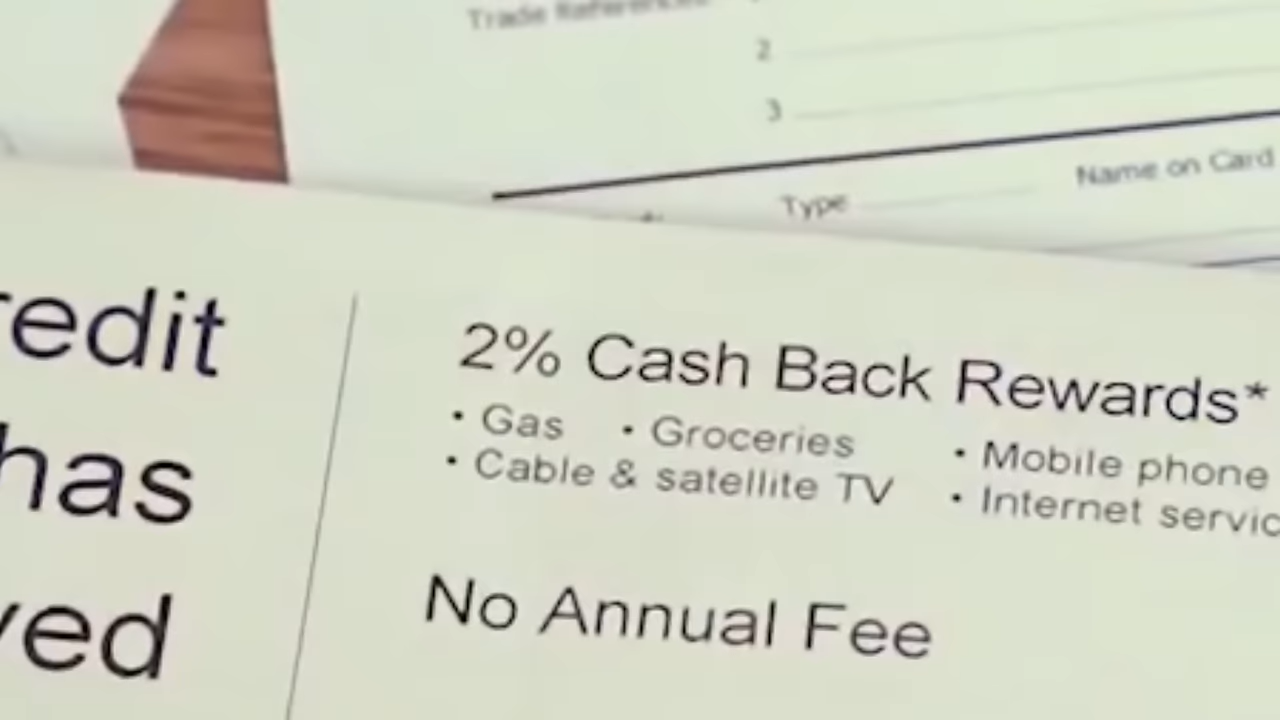 Trade References
2
3
Name on Card
Type
redit
has
ved
2% Cash Back Rewards*
• Gas • Groceries • Mobile phone
• Cable & satellite TV • Internet servic
No Annual Fee